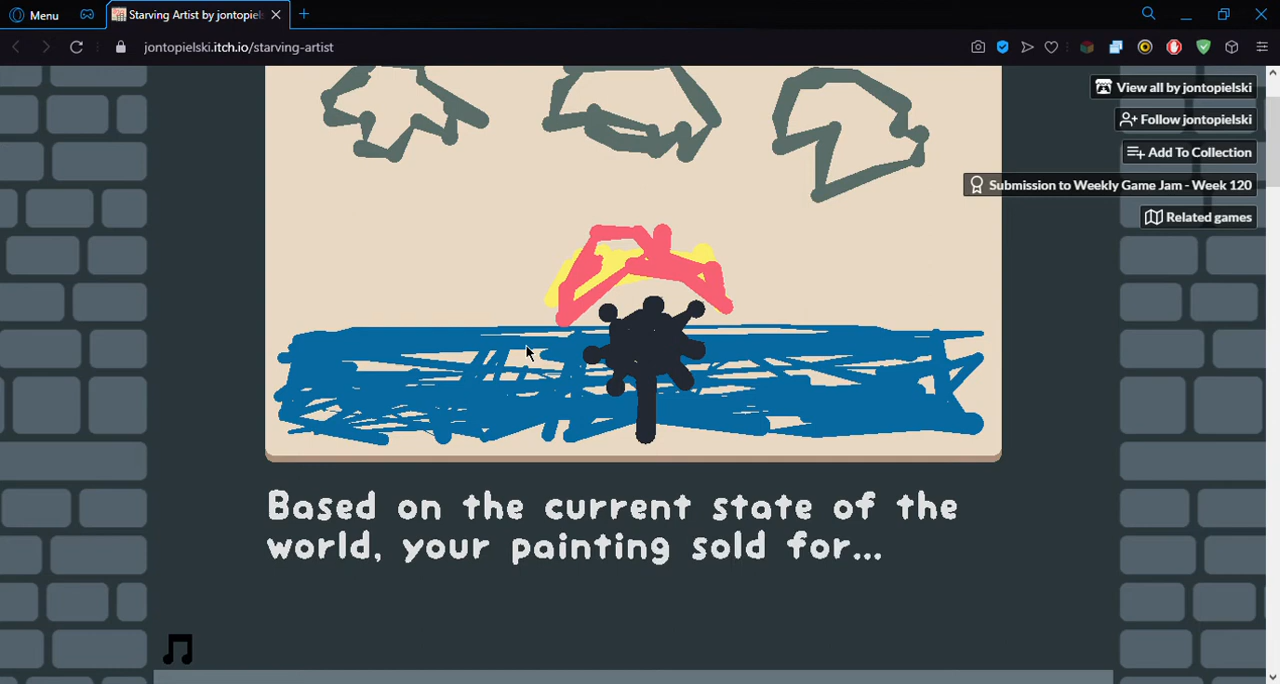 Menu
Starving Artist by jontopielsk
jontopielski.itch.io/starving-artist
View all by jontopielski
Follow jontopielski
Add To Collection
Submission to Weekly Game Jam - Week 120
Related games
Based on the current state of the
world, your painting sold for...